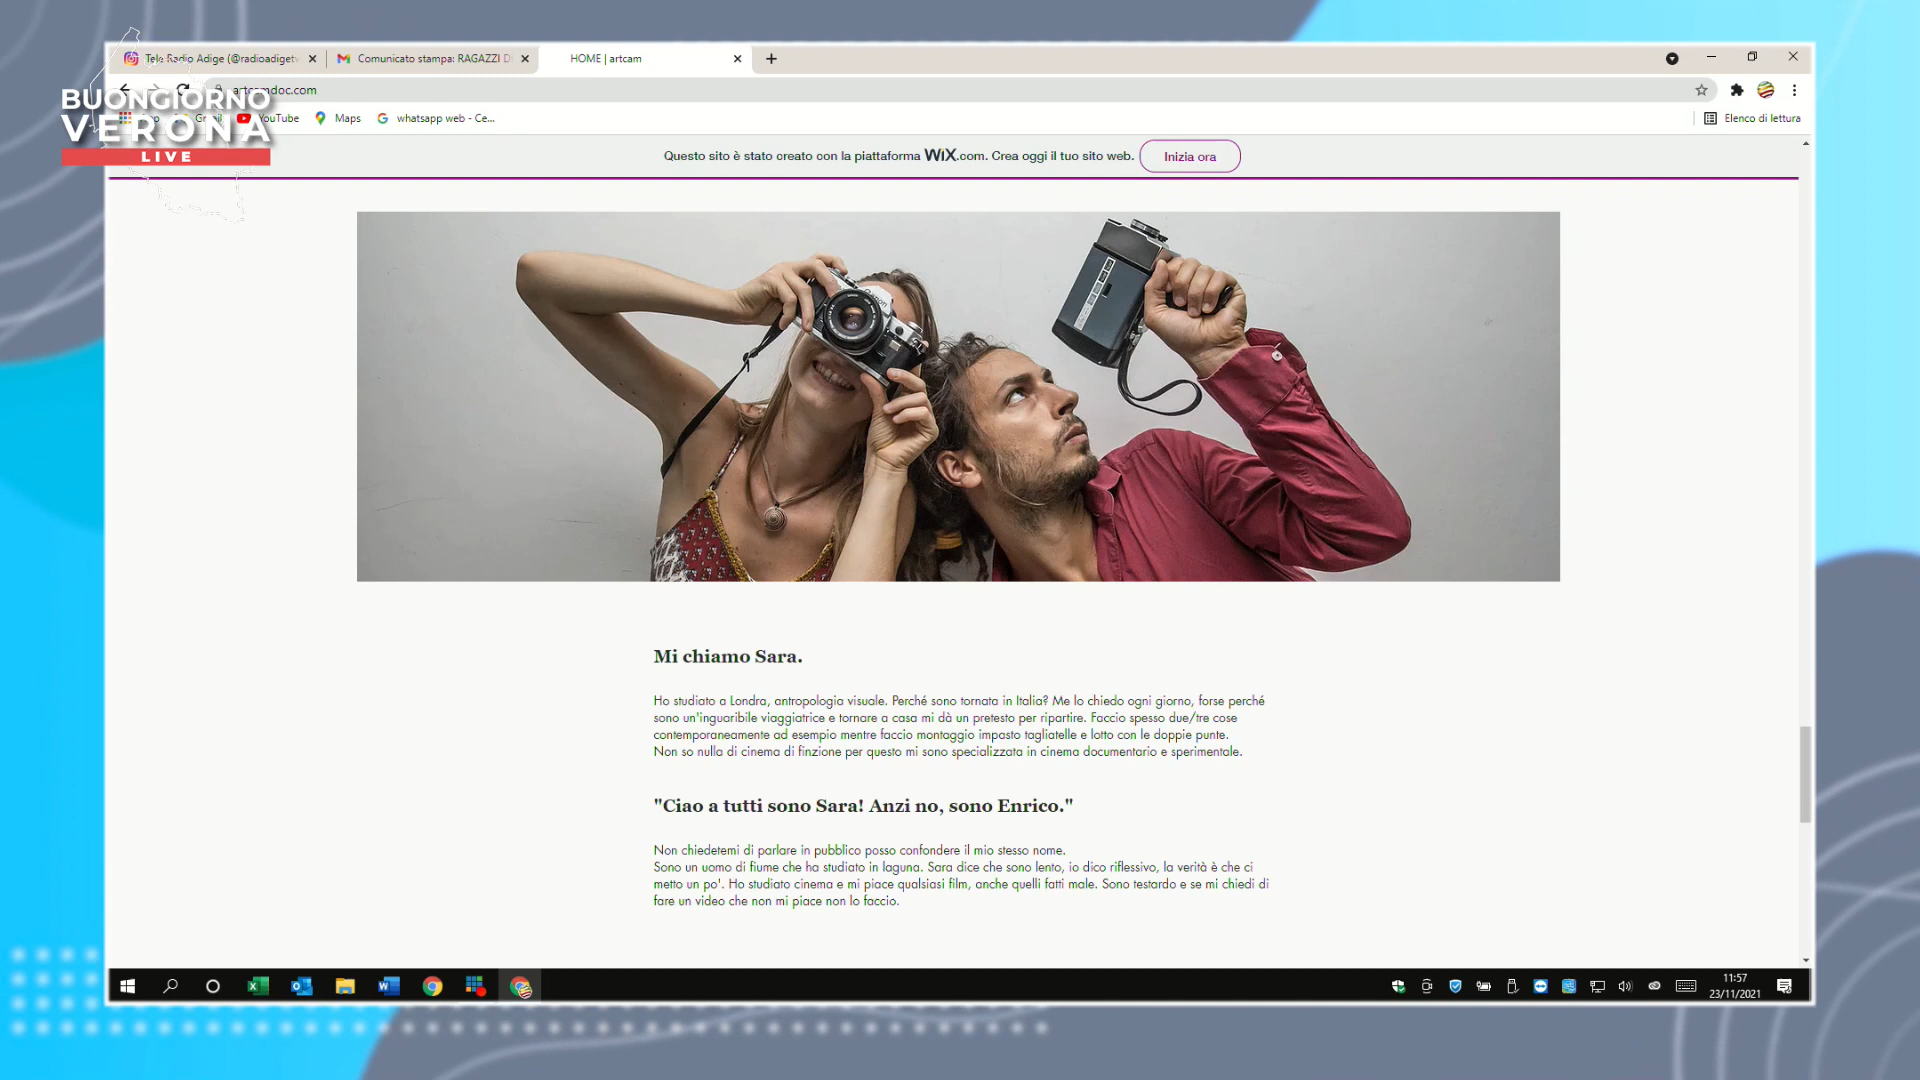 Tele Radio Adige (@radioadigetv
Comunicato stampa: RAGAZZI D
HOME | artcam
artcamdoc.com
BUONGIORNO
VERONA
LIVE
Gmail
YouTube
Maps
whatsapp web - Ce...
Elenco di lettura
Questo sito è stato creato con la piattaforma WiX.com. Crea oggi il tuo sito web.
Inizia ora
Canon
Mi chiamo Sara.
Ho studiato a Londra, antropologia visuale. Perché sono tornata in Italia? Me lo chiedo ogni giorno, forse perché
sono un'inguaribile viaggiatrice e tornare a casa mi dà un pretesto per ripartire. Faccio spesso due/tre cose
contemporaneamente ad esempio mentre faccio montaggio impasto tagliatelle e lotto con le doppie punte.
Non so nulla di cinema di finzione per questo mi sono specializzata in cinema documentario e sperimentale.
"Ciao a tutti sono Sara! Anzi no, sono Enrico."
Non chiedetemi di parlare in pubblico posso confondere il mio stesso nome.
Sono un uomo di fiume che ha studiato in laguna. Sara dice che sono lento, io dico riflessivo, la verità è che ci
metto un po'. Ho studiato cinema e mi piace qualsiasi film, anche quelli fatti male. Sono testardo e se mi chiedi di
fare un video che non mi piace non lo faccio.
11:57
23/11/2021